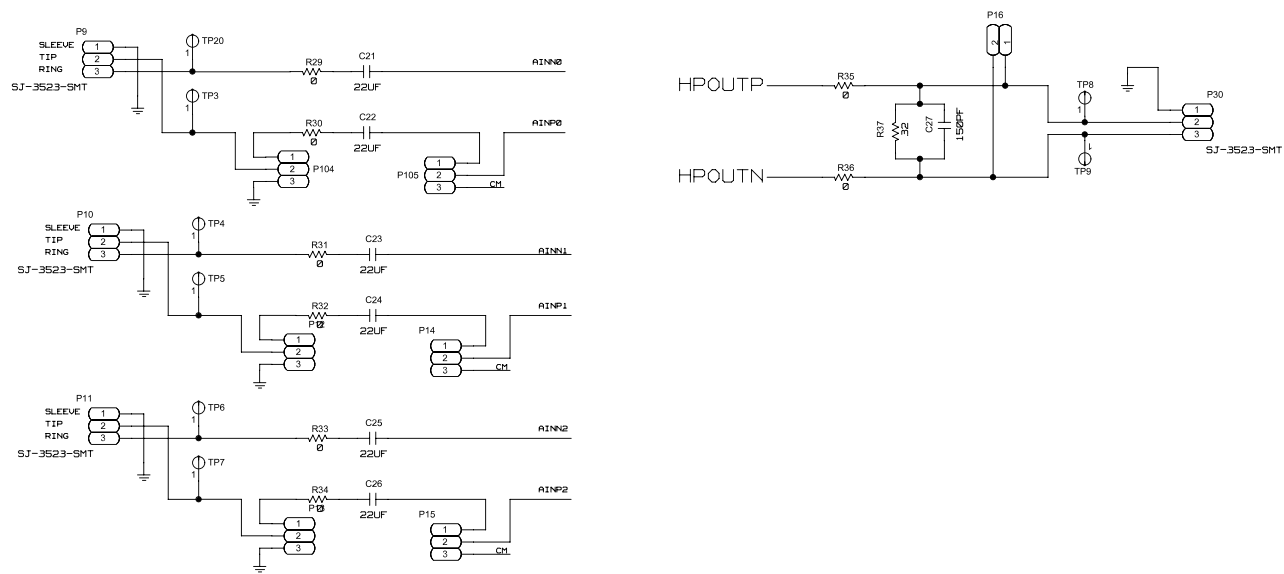 P9
SLEEVE 1
TIP 2
RING 3
SJ-3523-SMT
TP20
1
R29
0
C21
22UF
AINN0
TP3
1
R30
0
C22
22UF
AINP0
1
2
3
P104
1
2
3
P105
CM
P10
SLEEVE 1
TIP 2
RING 3
SJ-3523-SMT
TP4
1
R31
0
C23
22UF
AINN1
TP5
1
R32
0
C24
22UF
AINP1
P12
1
2
3
P14
1
2
3
CM
P11
SLEEVE 1
TIP 2
RING 3
SJ-3523-SMT
TP6
1
R33
0
C25
22UF
AINN2
TP7
1
R34
0
C26
22UF
AINP2
P13
1
2
3
P15
1
2
3
CM
P16
2 1
HPOUTP
R35
0
R37
32
C27
150PF
HPOUTN
R36
0
TP8
1
TP9
1
P30
1
2
3
SJ-3523-SMT